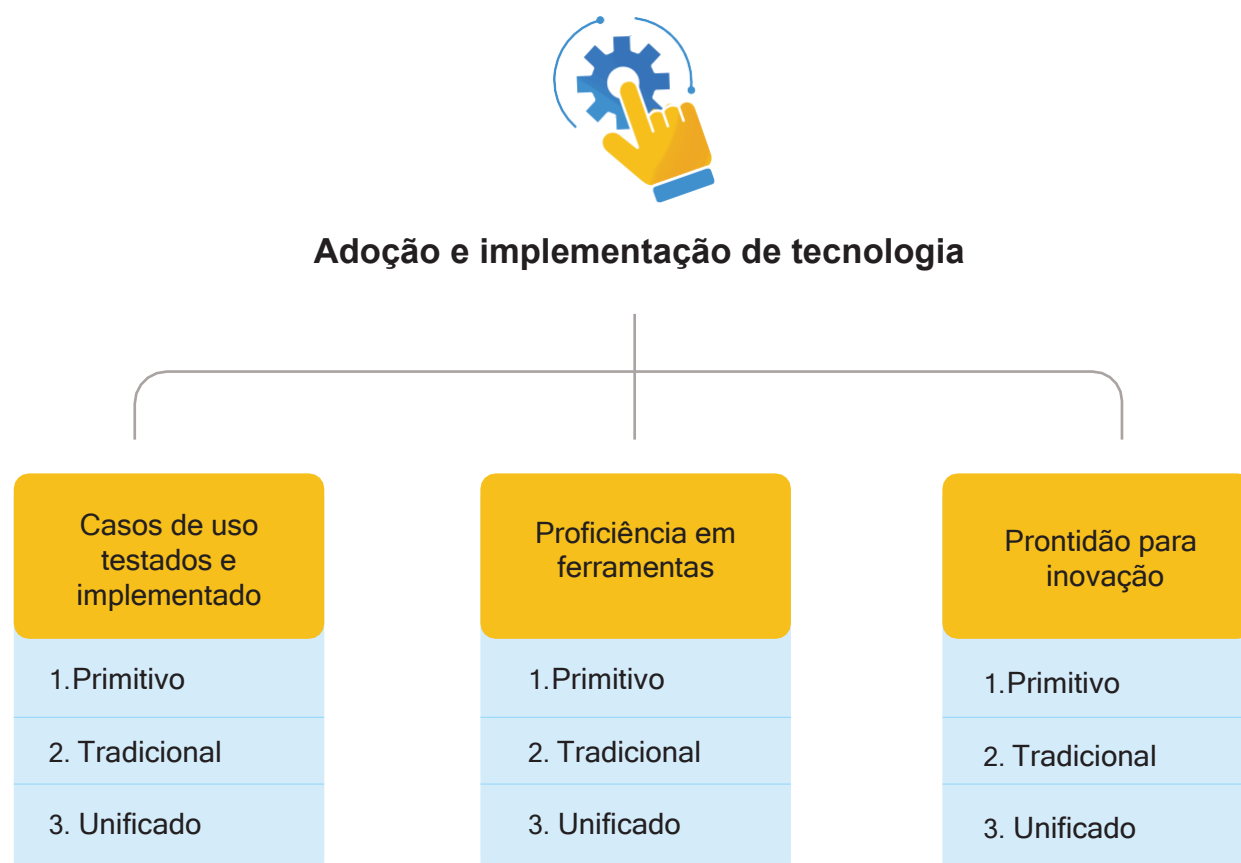 Adoção e implementação de tecnologia
Casos de uso
testados e
implementado
1.Primitivo
2. Tradicional
3. Unificado
Proficiência em
ferramentas
1.Primitivo
2. Tradicional
3. Unificado
Prontidão para
inovação
1.Primitivo
2. Tradicional
3. Unificado